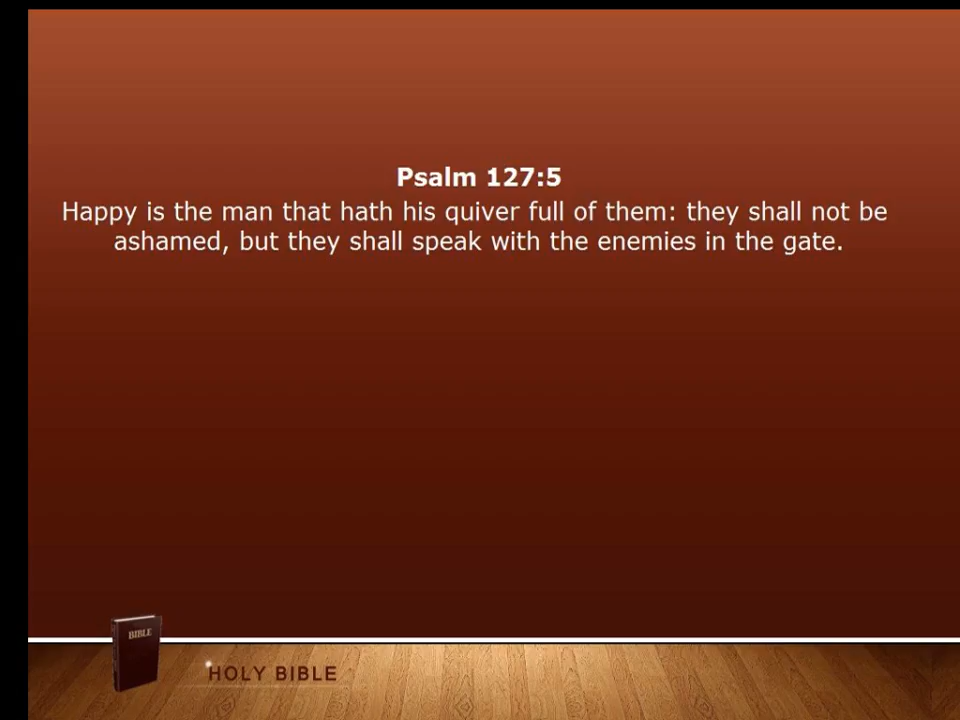 Psalm 127:5
Happy is the man that hath his quiver full of them: they shall not be
ashamed, but they shall speak with the enemies in the gate.
BIBLE
HOLY BIBLE